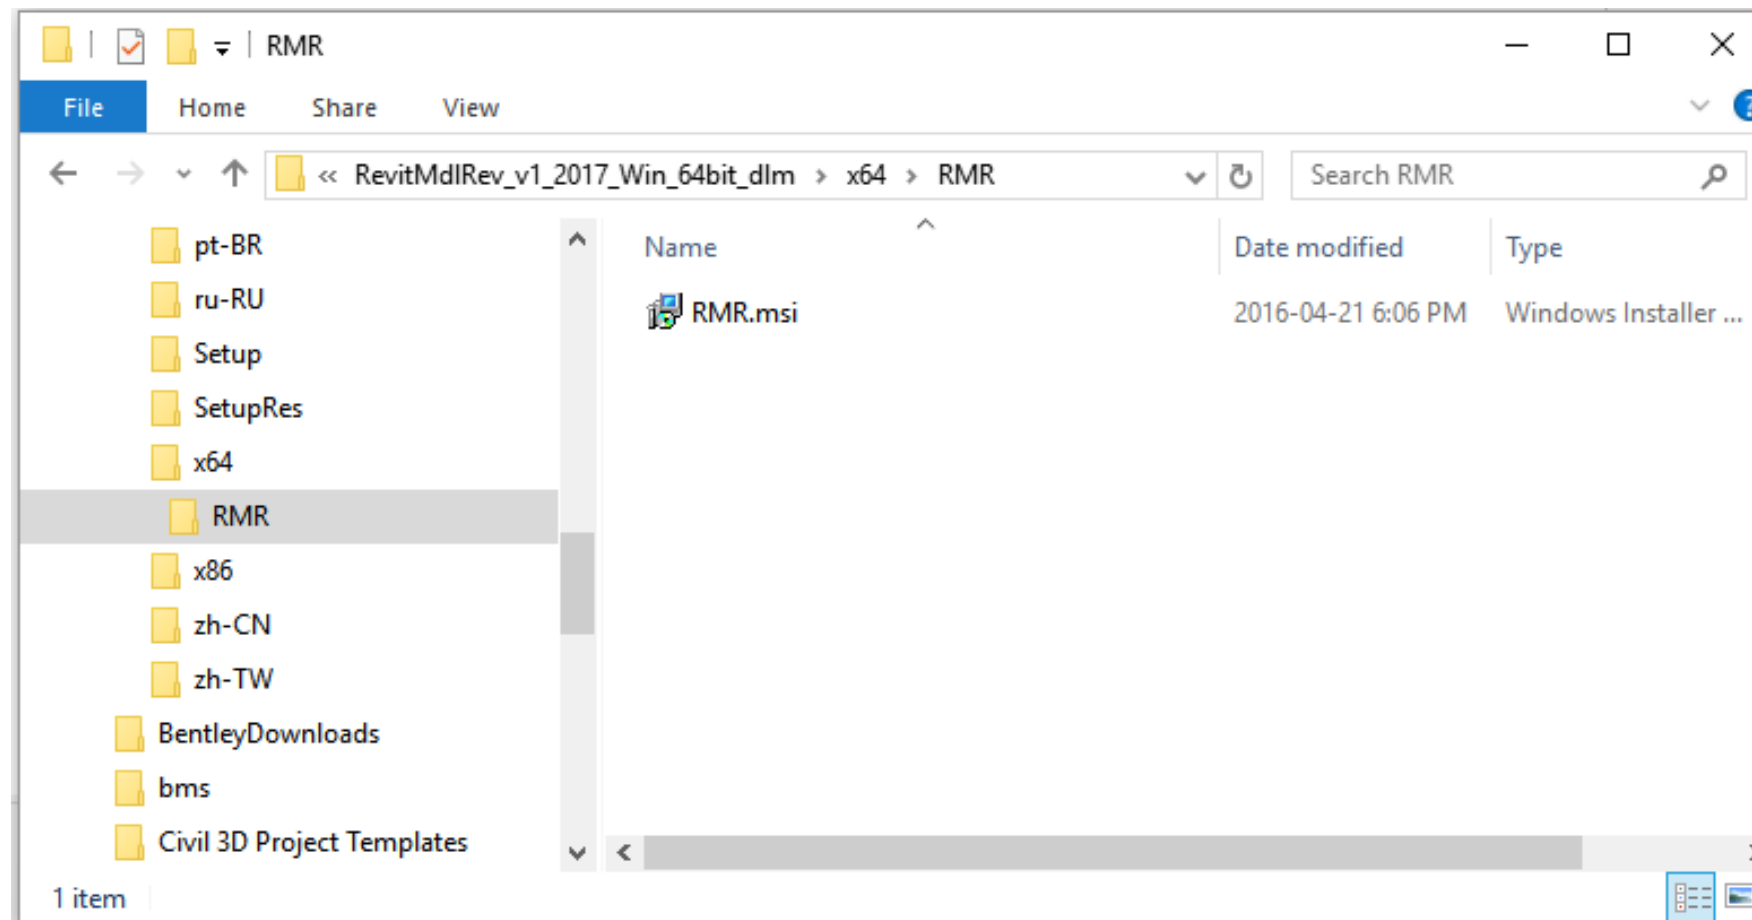 RMR
File Home Share View
« RevitMdlRev_v1_2017_Win_64bit_dlm > x64 > RMR Search RMR
Name Date modified Type
pt-BR
RMR.msi 2016-04-21 6:06 PM Windows Installer ...
ru-RU
Setup
SetupRes
x64
RMR
x86
zh-CN
zh-TW
BentleyDownloads
bms
Civil 3D Project Templates
1 item